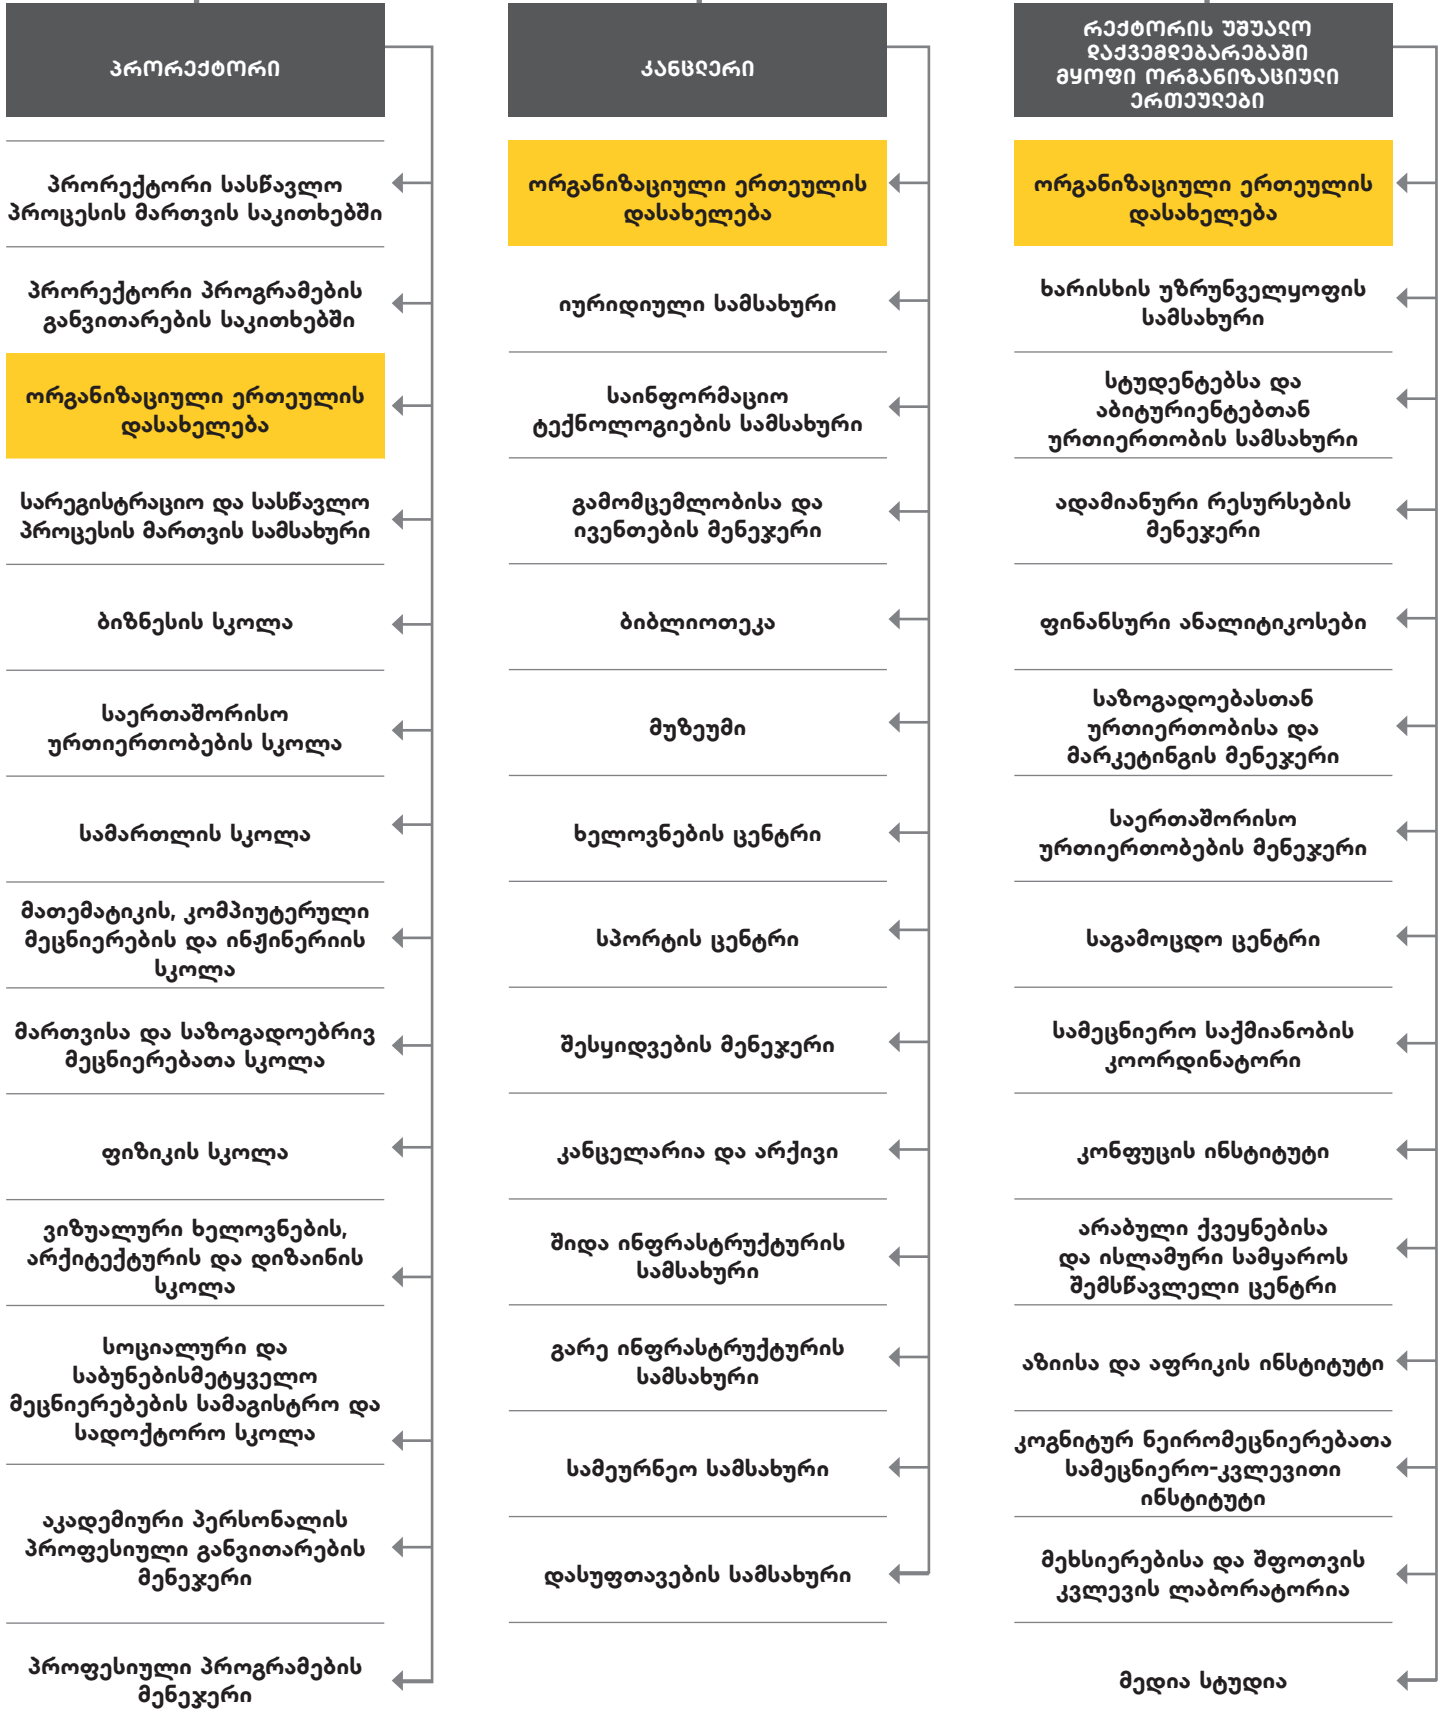 პრორექტორი
პრორექტორი სასწავლო
პროცესის მართვის საკითხებში
პრორექტორი პროგრამების
განვითარების საკითხებში
ორგანიზაციული ერთეულის
დასახელება
სარეგისტრაციო და სასწავლო
პროცესის მართვის სამსახური
ბიზნესის სკოლა
საერთაშორისო
ურთიერთობების სკოლა
სამართლის სკოლა
მათემატიკის, კომპიუტერული
მეცნიერების და ინჟინერიის
სკოლა
მართვისა და საზოგადოებრივ
მეცნიერებათა სკოლა
ფიზიკის სკოლა
ვიზუალური ხელოვნების,
არქიტექტურის და დიზაინის
სკოლა
სოციალური და
საბუნებისმეტყველო
მეცნიერებების სამაგისტრო და
სადოქტორო სკოლა
აკადემიური პერსონალის
პროფესიული განვითარების
მენეჯერი
პროფესიული პროგრამების
მენეჯერი
კანცლერი
ორგანიზაციული ერთეულის
დასახელება
იურიდიული სამსახური
საინფორმაციო
ტექნოლოგიების სამსახური
გამომცემლობისა და
ივენთების მენეჯერი
ბიბლიოთეკა
მუზეუმი
ხელოვნების ცენტრი
სპორტის ცენტრი
შესყიდვების მენეჯერი
კანცელარია და არქივი
შიდა ინფრასტრუქტურის
სამსახური
გარე ინფრასტრუქტურის
სამსახური
სამეურნეო სამსახური
დასუფთავების სამსახური
რექტორის უშუალო
დაქვემდებარებაში
მყოფი ორგანიზაციული
ერთეულები
ორგანიზაციული ერთეულის
დასახელება
ხარისხის უზრუნველყოფის
სამსახური
სტუდენტებსა და
აბიტურიენტებთან
ურთიერთობის სამსახური
ადამიანური რესურსების
მენეჯერი
ფინანსური ანალიტიკოსები
საზოგადოებასთან
ურთიერთობისა და
მარკეტინგის მენეჯერი
საერთაშორისო
ურთიერთობების მენეჯერი
საგამოცდო ცენტრი
სამეცნიერო საქმიანობის
კოორდინატორი
კონფუცის ინსტიტუტი
არაბული ქვეყნებისა
და ისლამური სამყაროს
შემსწავლელი ცენტრი
აზიისა და აფრიკის ინსტიტუტი
კოგნიტურ ნეირომეცნიერებათა
სამეცნიერო-კვლევითი
ინსტიტუტი
მეხსიერებისა და შფოთვის
კვლევის ლაბორატორია
მედია სტუდია